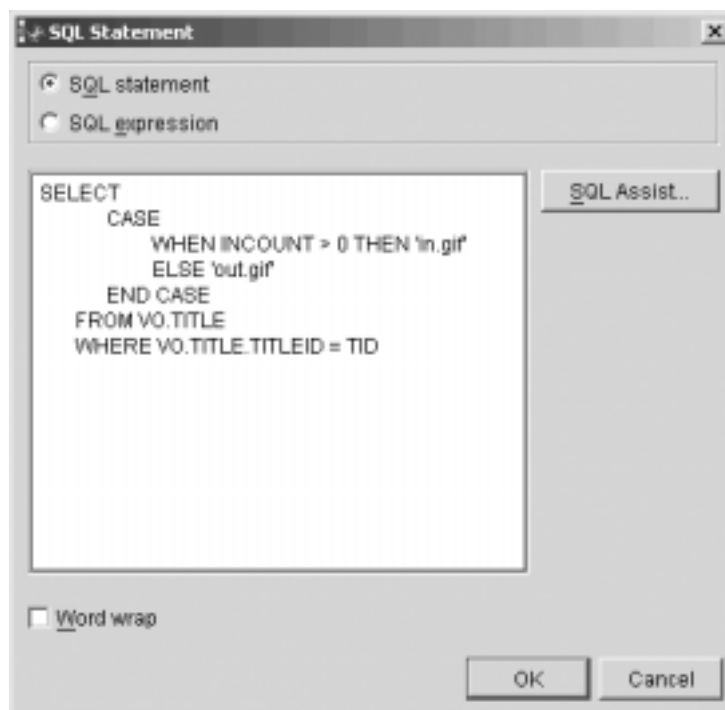 SQL Statement
SQL statement
SQL expression
SELECT
CASE
WHEN INCOUNT > 0 THEN 'in.gif'
ELSE 'out.gif'
END CASE
FROM VO.TITLE
WHERE VO.TITLE.TITLEID = TID
SQL Assist...
Word wrap
OK
Cancel